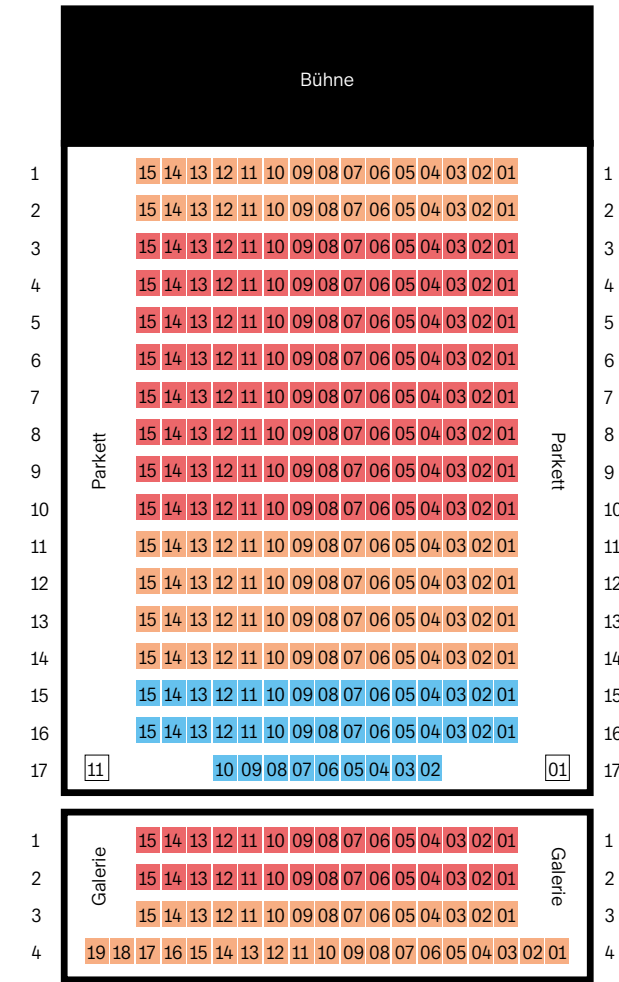 Bühne
1 15 14 13 12 11 10 09 08 07 06 05 04 03 02 01 1
2 15 14 13 12 11 10 09 08 07 06 05 04 03 02 01 2
3 15 14 13 12 11 10 09 08 07 06 05 04 03 02 01 3
4 15 14 13 12 11 10 09 08 07 06 05 04 03 02 01 4
5 15 14 13 12 11 10 09 08 07 06 05 04 03 02 01 5
6 15 14 13 12 11 10 09 08 07 06 05 04 03 02 01 6
7 15 14 13 12 11 10 09 08 07 06 05 04 03 02 01 7
8 15 14 13 12 11 10 09 08 07 06 05 04 03 02 01 8
Parkett
Parkett
9 15 14 13 12 11 10 09 08 07 06 05 04 03 02 01 9
10 15 14 13 12 11 10 09 08 07 06 05 04 03 02 01 10
11 15 14 13 12 11 10 09 08 07 06 05 04 03 02 01 11
12 15 14 13 12 11 10 09 08 07 06 05 04 03 02 01 12
13 15 14 13 12 11 10 09 08 07 06 05 04 03 02 01 13
14 15 14 13 12 11 10 09 08 07 06 05 04 03 02 01 14
15 15 14 13 12 11 10 09 08 07 06 05 04 03 02 01 15
16 15 14 13 12 11 10 09 08 07 06 05 04 03 02 01 16
17 11 10 09 08 07 06 05 04 03 02 01 17
1 15 14 13 12 11 10 09 08 07 06 05 04 03 02 01 1
Galerie
Galerie
2 15 14 13 12 11 10 09 08 07 06 05 04 03 02 01 2
3 15 14 13 12 11 10 09 08 07 06 05 04 03 02 01 3
4 19 18 17 16 15 14 13 12 11 10 09 08 07 06 05 04 03 02 01 4